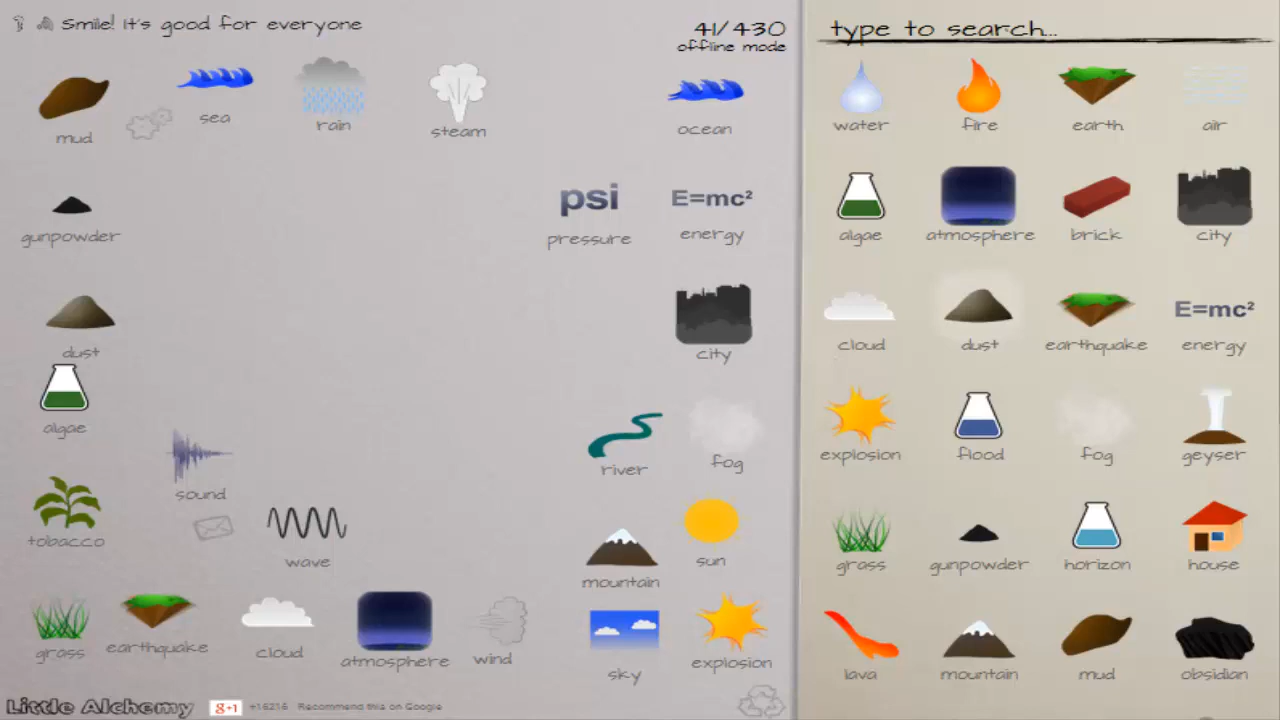 Smile! It's good for everyone
41/430
offline mode
type to search...
mud
sea
rain
steam
ocean
water
fire
earth
air
gunpowder
psi
pressure
E=mc²
energy
algae
atmosphere
brick
city
dust
city
cloud
dust
earthquake
E=mc²
energy
algae
sound
river
fog
explosion
flood
fog
geyser
tobacco
wave
mountain
sun
grass
gunpowder
horizon
house
grass
earthquake
cloud
atmosphere
wind
sky
explosion
lava
mountain
mud
obsidian
Little Alchemy
g+1
+16216 Recommend this on Google